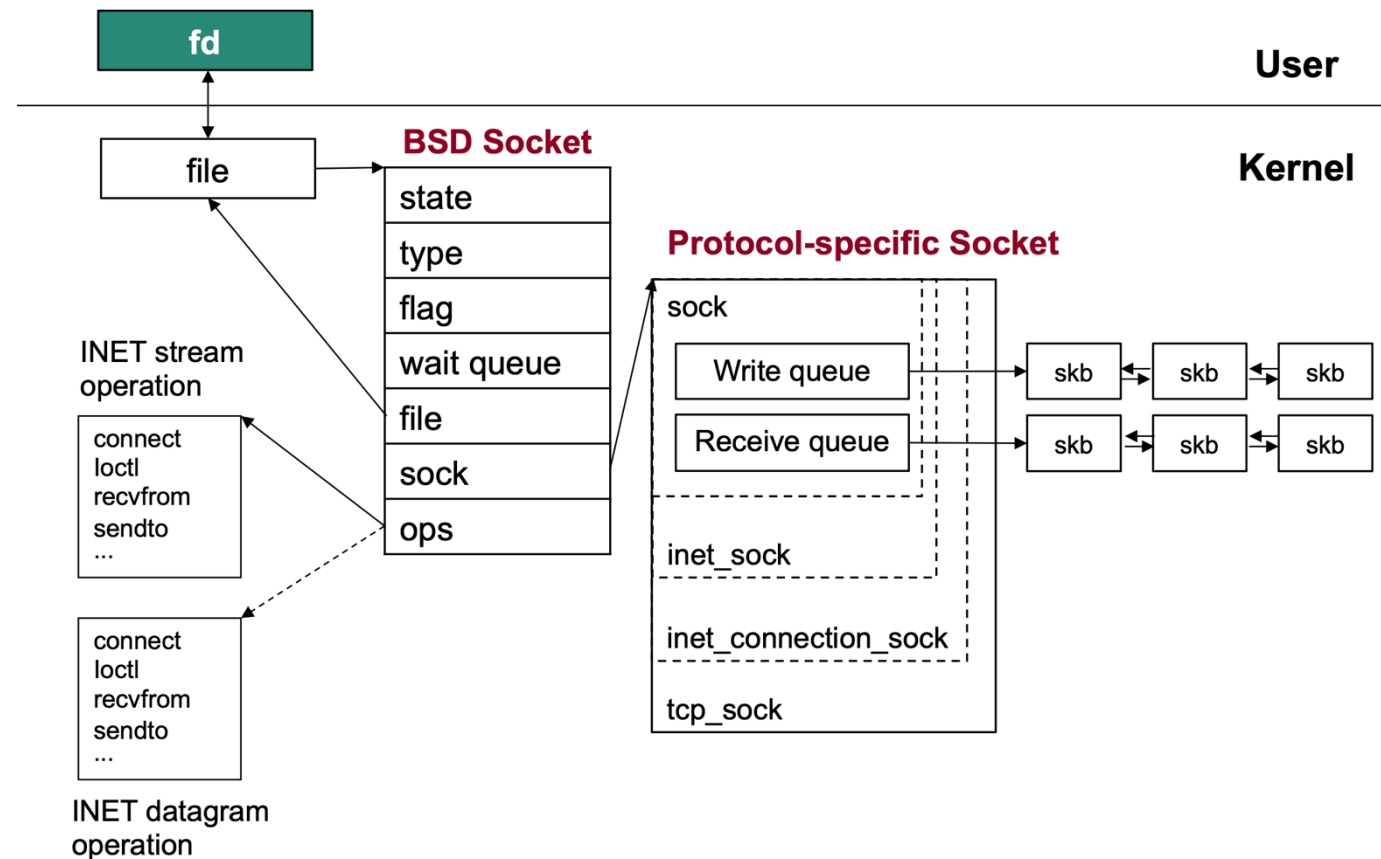 fd
User
file
BSD Socket
Kernel
state
type
flag
wait queue
file
sock
ops
Protocol-specific Socket
sock
Write queue
skb
skb
skb
Receive queue
skb
skb
skb
inet_sock
inet_connection_sock
tcp_sock
INET stream
operation
connect
loctl
recvfrom
sendto
...
connect
loctl
recvfrom
sendto
...
INET datagram
operation